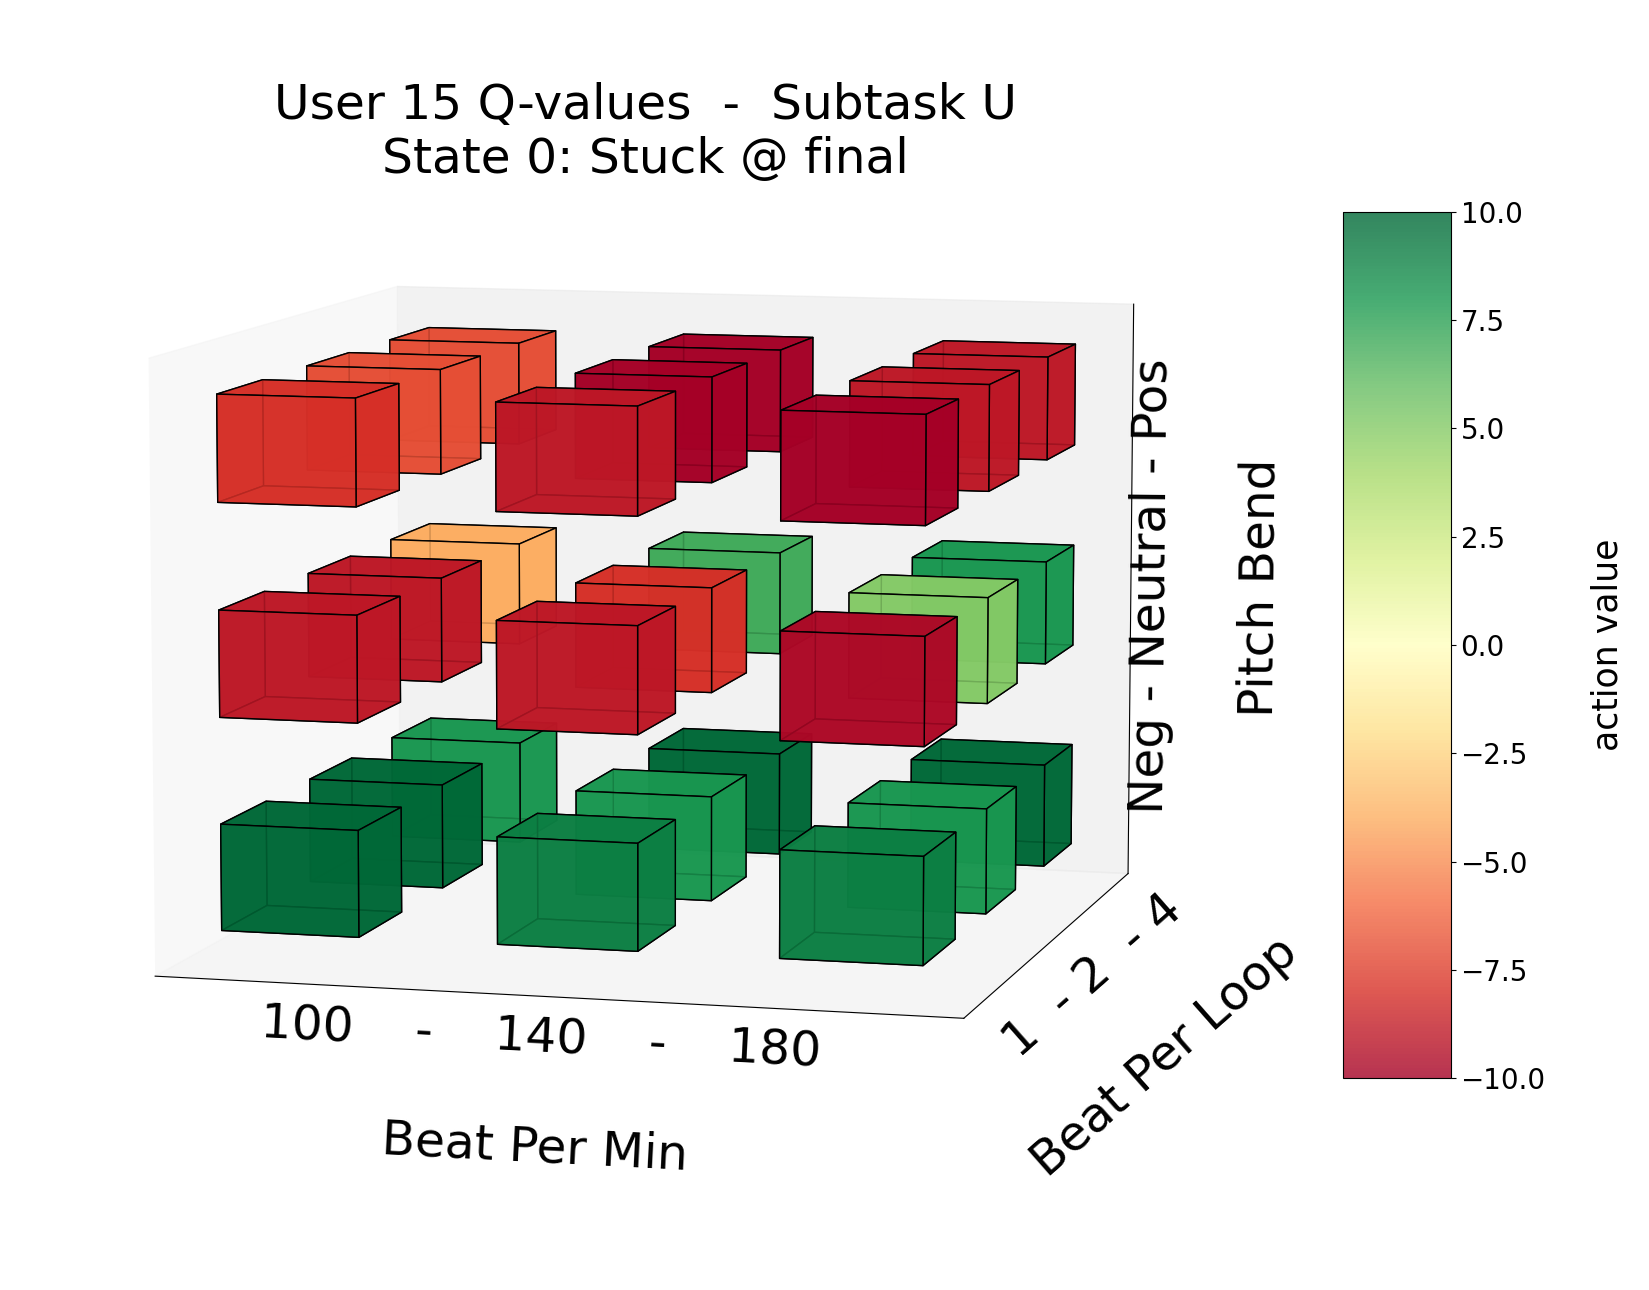 User 15 Q-values - Subtask U
State 0: Stuck @ final
10.0
7.5
5.0
2.5
0.0
−2.5
−5.0
−7.5
−10.0
action value
Neg - Neutral - Pos
Pitch Bend
1 - 2 - 4
Beat Per Loop
100 - 140 - 180
Beat Per Min